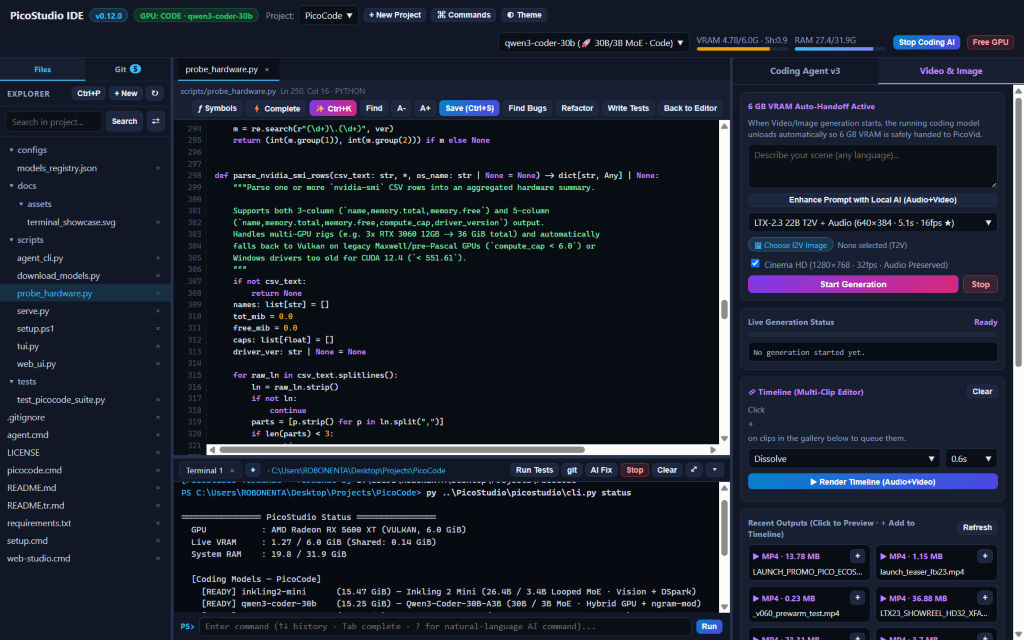 PicoStudio IDE v0.12.0 GPU: CODE · qwen3-coder-30b Project: PicoCode ▼ + New Project ⌘ Commands Theme
qwen3-coder-30b (🚀 30B/3B MoE · Code) ▼ VRAM 4.78/6.0G · Sh:0.9 RAM 27.4/31.9G Stop Coding AI Free GPU
Files Git 5
EXPLORER Ctrl+P + New ↻
Search in project... Search ⇄
▾ configs
models_registry.json ×
▾ docs
▾ assets
terminal_showcase.svg ×
▾ scripts
agent_cli.py ×
download_models.py ×
probe_hardware.py ×
serve.py ×
setup.ps1 ×
tui.py ×
web_ui.py ×
▾ tests
test_picocode_suite.py ×
.gitignore ×
agent.cmd ×
LICENSE ×
picocode.cmd ×
README.md ×
README.tr.md ×
requirements.txt ×
setup.cmd ×
web-studio.cmd ×
probe_hardware.py ×
scripts/probe_hardware.py Ln 250, Col 16 · PYTHON
ƒ Symbols ⚡ Complete ✨ Ctrl+K Find A- A+ Save (Ctrl+S) Find Bugs Refactor Write Tests Back to Editor
294 m = re.search(r"(\d+)\.(\d+)", ver)
295 return (int(m.group(1)), int(m.group(2))) if m else None
296
297
298 def parse_nvidia_smi_rows(csv_text: str, *, os_name: str | None = None) -> dict[str, Any] | None:
299 """Parse one or more `nvidia-smi` CSV rows into an aggregated hardware summary.
300
301 Supports both 3-column (`name,memory.total,memory.free`) and 5-column
302 (`name,memory.total,memory.free,compute_cap,driver_version`) output.
303 Handles multi-GPU rigs (e.g. 3x RTX 3060 12GB -> 36 GiB total) and automatically
304 falls back to Vulkan on legacy Maxwell/pre-Pascal GPUs (`compute_cap < 6.0`) or
305 Windows drivers too old for CUDA 12.4 (`< 551.61`).
306 """
307 if not csv_text:
308 return None
309 names: list[str] = []
310 tot_mib = 0.0
311 free_mib = 0.0
312 caps: list[float] = []
313 driver_ver: str | None = None
314
315 for raw_ln in csv_text.splitlines():
316 ln = raw_ln.strip()
317 if not ln:
318 continue
319 parts = [p.strip() for p in ln.split(",")]
320 if len(parts) < 3:
321
Terminal 1 × + · C:\Users\ROBONENTA\Desktop\Projects\PicoCode Run Tests git AI Fix Stop Clear
PS C:\Users\ROBONENTA\Desktop\Projects\PicoCode> py ..\PicoStudio\picostudio\cli.py status
================= PicoStudio Status =================
GPU : AMD Radeon RX 5600 XT (VULKAN, 6.0 GiB)
Live VRAM : 1.27 / 6.0 GiB (Shared: 0.14 GiB)
System RAM : 19.8 / 31.9 GiB
[Coding Models — PicoCode]
[READY] inkling2-mini (15.47 GiB) — Inkling 2 Mini (26.4B / 3.4B Looped MoE · Vision + DSpark)
[READY] qwen3-coder-30b (15.25 GiB) — Qwen3-Coder-30B-A3B (30B / 3B MoE · Hybrid GPU + ngram-mod)
PS> Enter command (↑↓ history · Tab complete · ? for natural-language AI command)... Run
Coding Agent v3 Video & Image
6 GB VRAM Auto-Handoff Active
When Video/Image generation starts, the running coding model
unloads automatically so 6 GB VRAM is safely handed to PicoVid.
Describe your scene (any language)...
Enhance Prompt with Local AI (Audio+Video)
LTX-2.3 22B T2V + Audio (640×384 · 5.1s · 16fps ★) ▼
Choose I2V Image None selected (T2V)
Cinema HD (1280×768 · 32fps · Audio Preserved)
Start Generation Stop
Live Generation Status Ready
No generation started yet.
Timeline (Multi-Clip Editor) Clear
Click
+
on clips in the gallery below to queue them.
Dissolve ▼ 0.6s ▼
▶ Render Timeline (Audio+Video)
Recent Outputs (Click to Preview · + Add to
Timeline) Refresh
▶ MP4 · 13.78 MB + ▶ MP4 · 1.15 MB +
LAUNCH_PROMO_PICO_ECOS... launch_teaser_ltx23.mp4
▶ MP4 · 0.23 MB + ▶ MP4 · 36.88 MB +
_v060_prewarm_test.mp4 LTX23_SHOWREEL_HD32_XFA...